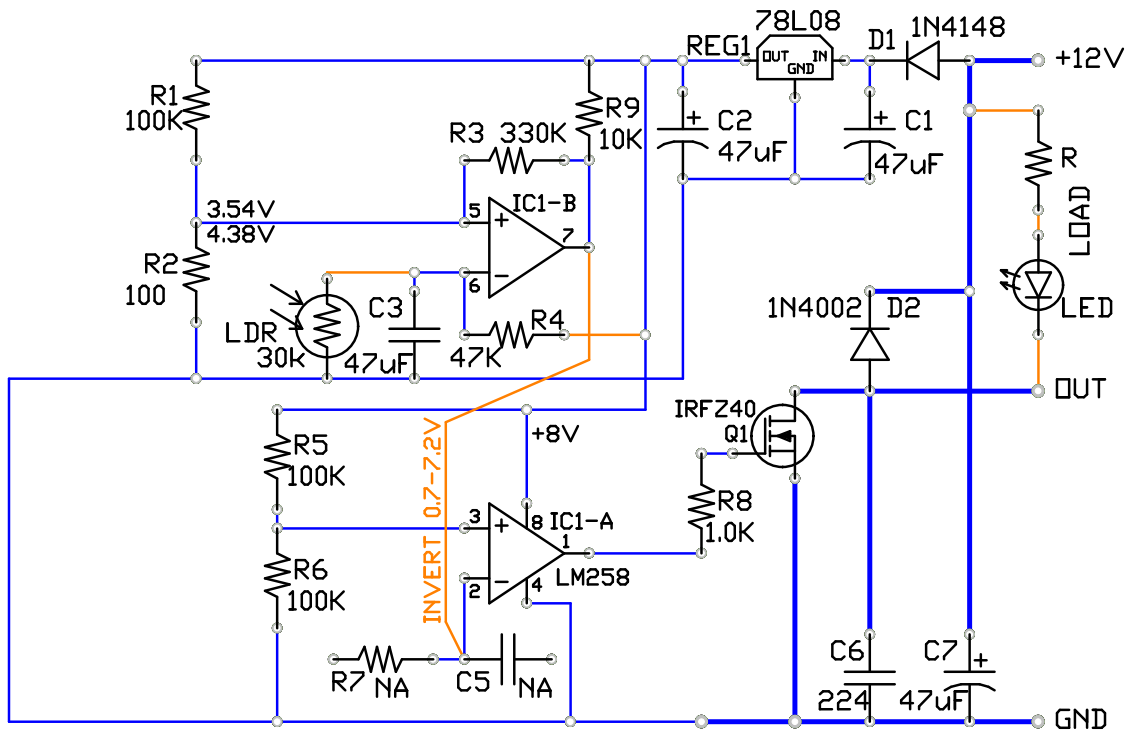 78L08
REG1
OUT
IN
GND
D1
1N4148
+12V
R1
100K
R3
330K
R9
10K
C2
47uF
C1
47uF
R
LOAD
3.54V
4.38V
5
IC1-B
7
6
R2
100
LDR
30K
C3
47uF
R4
47K
1N4002
D2
LED
OUT
IRFZ40
Q1
+8V
R5
100K
INVERT 0.7-7.2V
3
8
IC1-A
1
LM258
2
4
R8
1.0K
R6
100K
R7
NA
C5
NA
C6
224
C7
47uF
GND